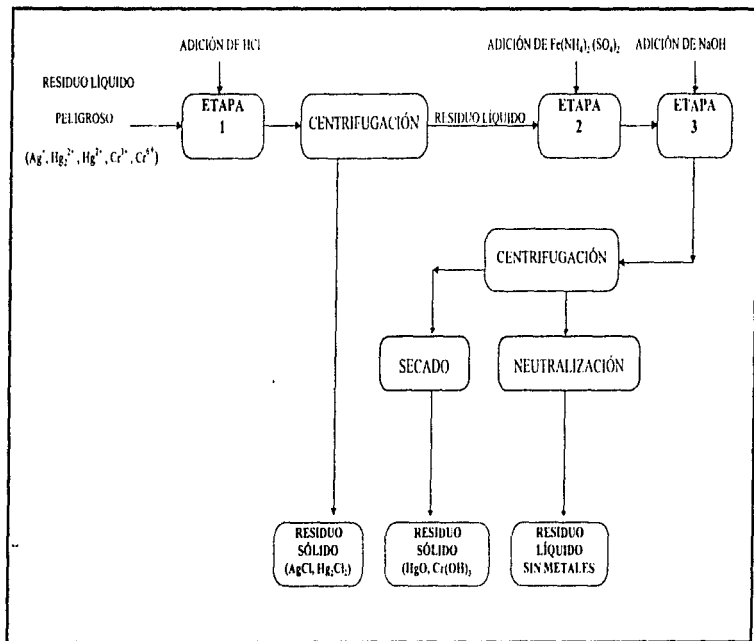 ADICIÓN DE HCl
ADICIÓN DE Fe(NH₄)₂(SO₄)₂
ADICIÓN DE NaOH
RESIDUO LÍQUIDO
PELIGROSO
(Ag⁺, Hg₂²⁺, Hg²⁺, Cr³⁺, Cr⁶⁺)
ETAPA
1
CENTRIFUGACIÓN
RESIDUO LÍQUIDO
ETAPA
2
ETAPA
3
CENTRIFUGACIÓN
SECADO
NEUTRALIZACIÓN
RESIDUO
SÓLIDO
(AgCl, Hg₂Cl₂)
RESIDUO
SÓLIDO
(HgO, Cr(OH)₃
RESIDUO
LÍQUIDO
SIN METALES